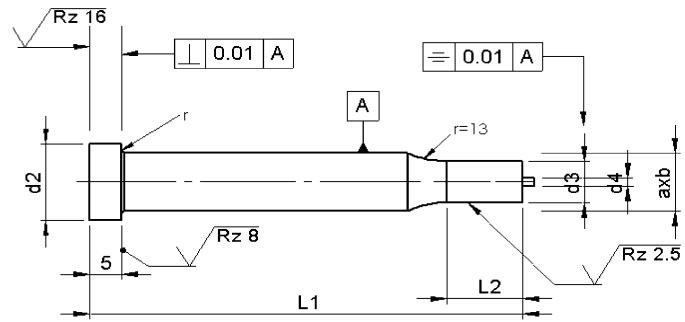 Rz 16
⊥ 0.01 A
⌯ 0.01 A
A
r
r=13
d2
d3
d4
axb
Rz 8
Rz 2.5
5
L2
L1